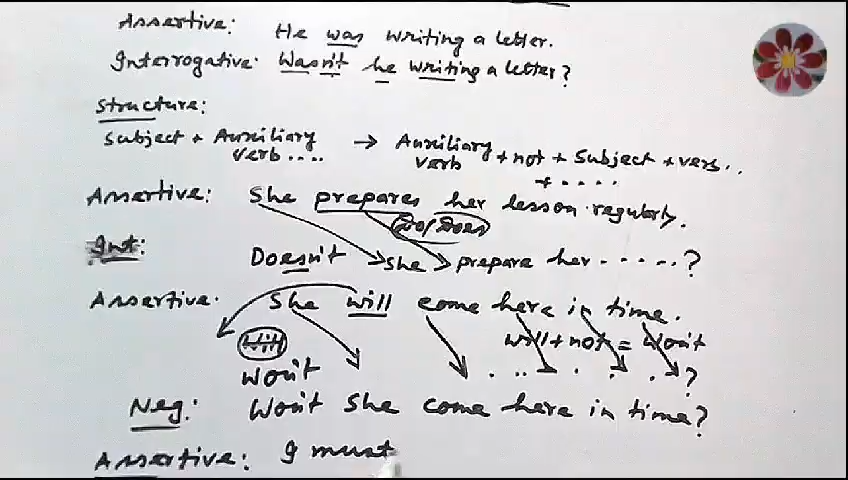 Assertive: He was writing a letter.
Interrogative: Wasn't he writing a letter?
Structure:
Subject + Auxiliary verb .... → Auxiliary verb + not + Subject + verb.. + ....
Assertive: She prepares her lesson regularly.
Do/Does
Int: Doesn't she prepare her .....?
Assertive. She will come here in time.
will + not = Won't
Will
Won't . .. . . . ?
Neg: Won't she come here in time?
Assertive: I must